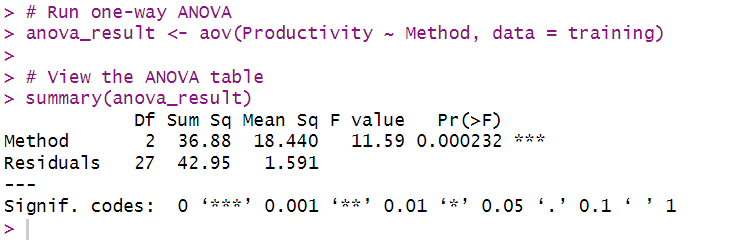 > # Run one-way ANOVA
> anova_result <- aov(Productivity ~ Method, data = training)
>
> # View the ANOVA table
> summary(anova_result)
            Df Sum Sq Mean Sq F value   Pr(>F)
Method       2  36.88  18.440   11.59 0.000232 ***
Residuals   27  42.95   1.591
---
Signif. codes:  0 ‘***’ 0.001 ‘**’ 0.01 ‘*’ 0.05 ‘.’ 0.1 ‘ ’ 1
>